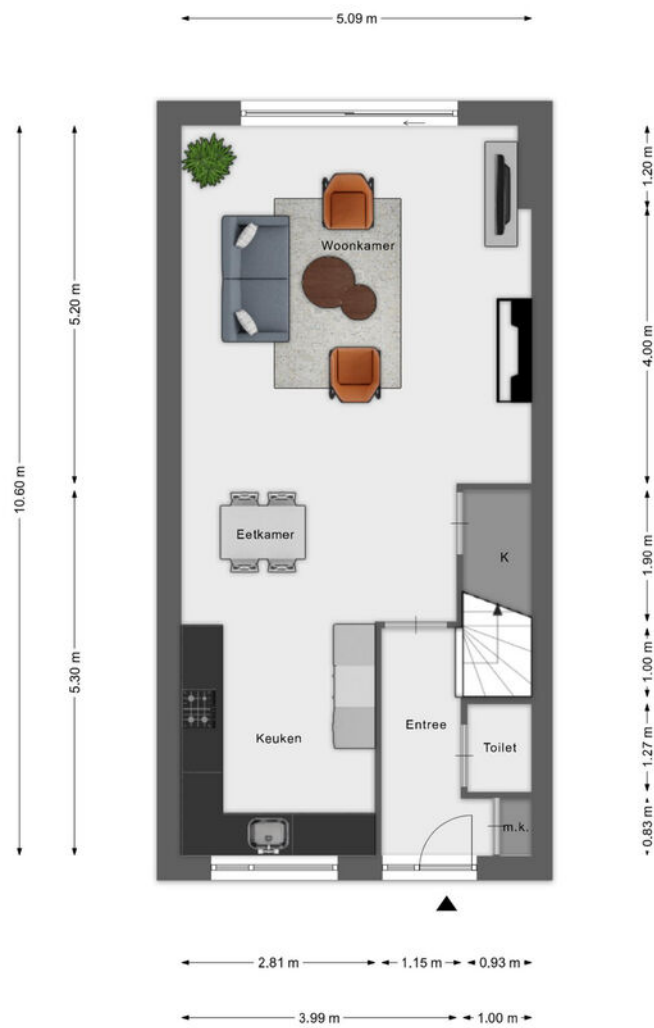 5.09 m
1.20 m
Woonkamer
5.20 m
4.00 m
10.60 m
Eetkamer
K
1.90 m
5.30 m
1.00 m
Entree
Keuken
Toilet
1.27 m
m.k.
0.83 m
2.81 m
1.15 m
0.93 m
3.99 m
1.00 m